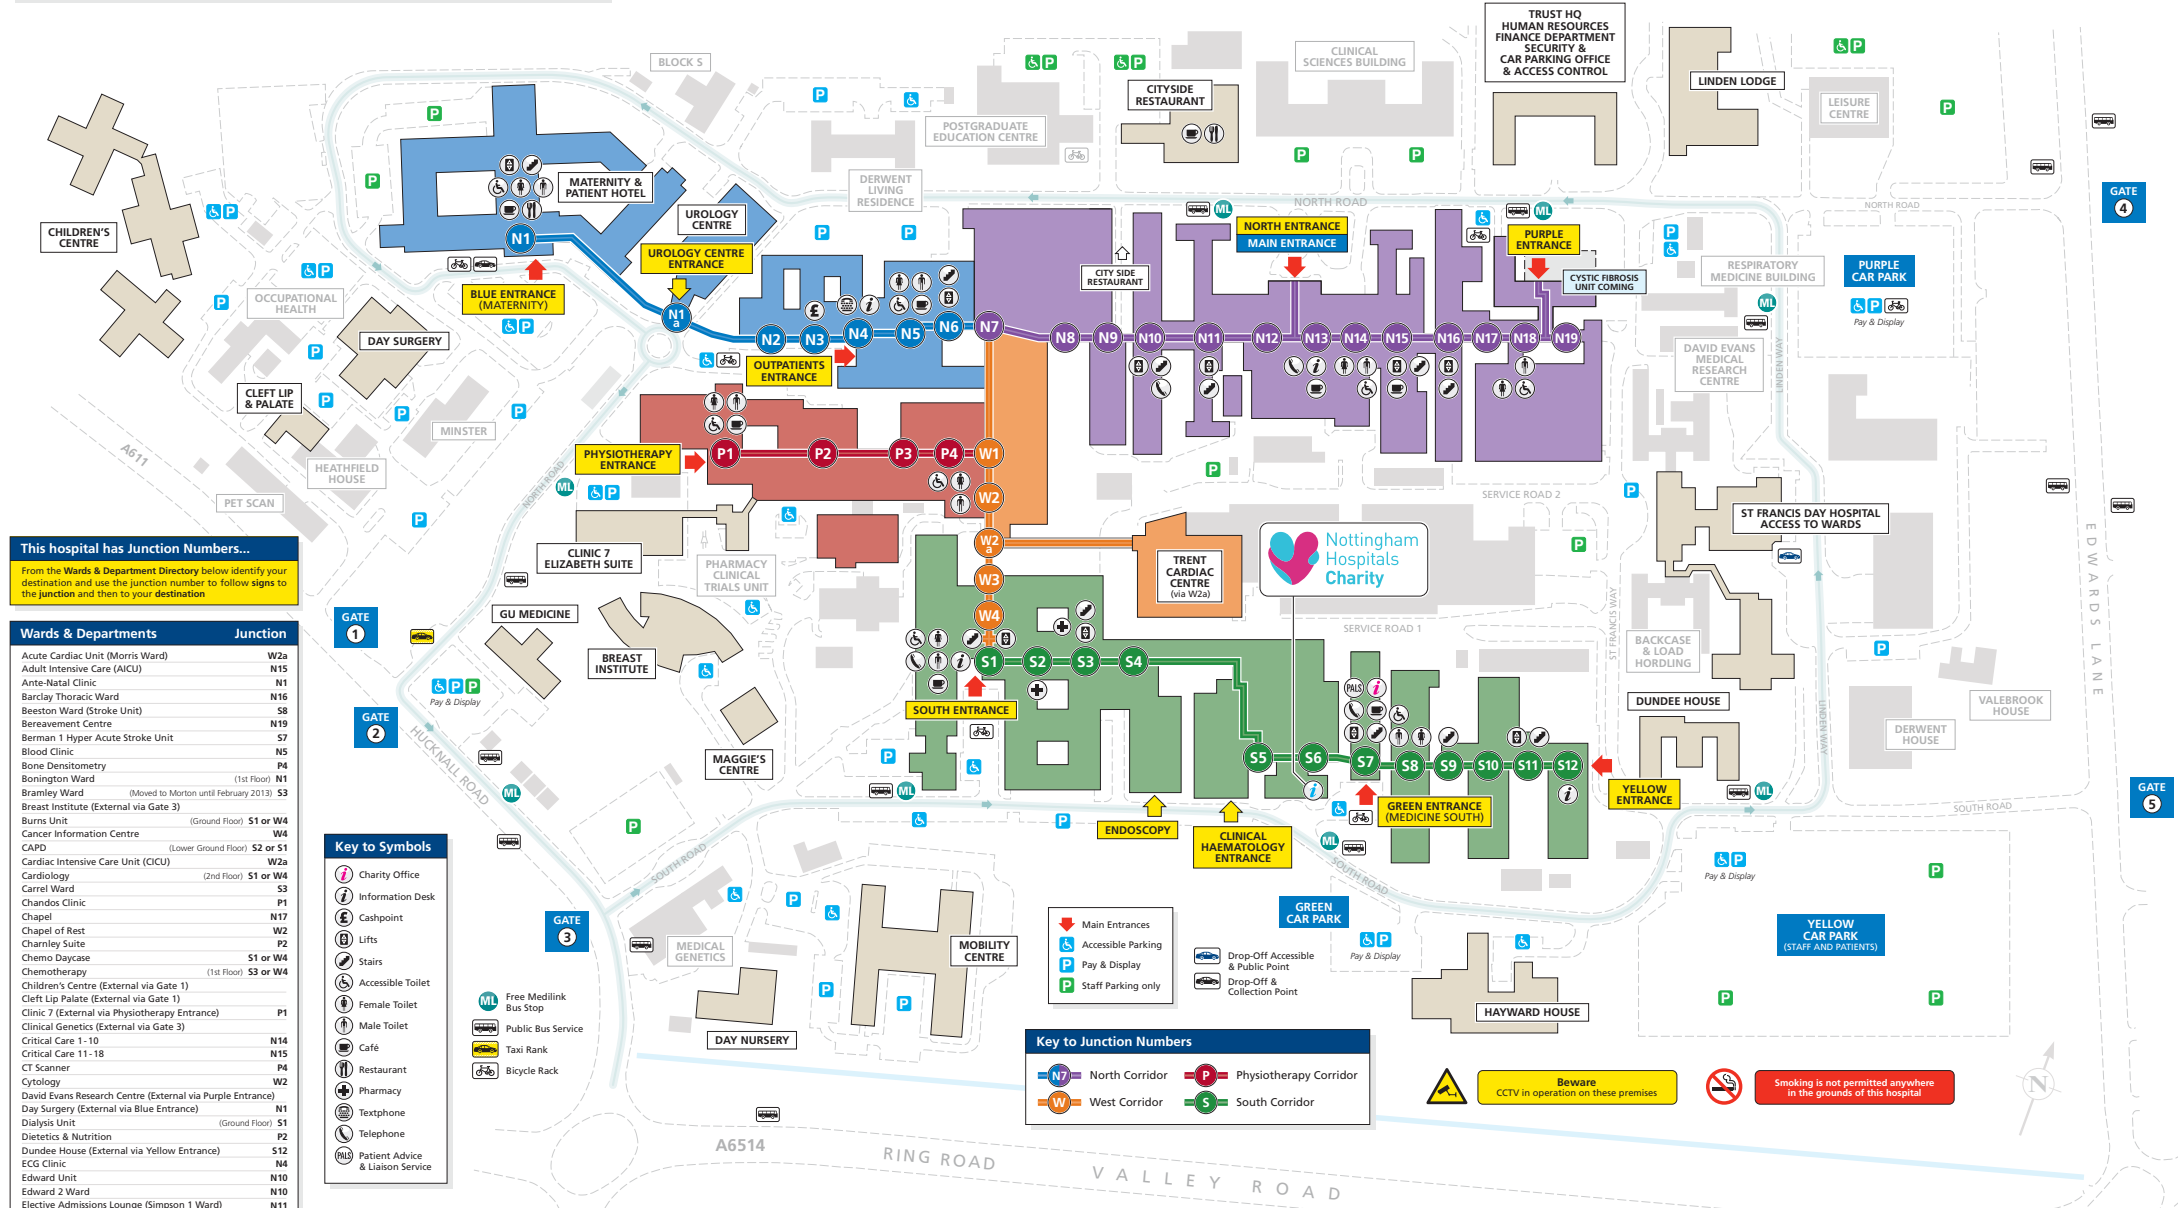 BLOCK S
CHILDREN'S
CENTRE
MATERNITY &
PATIENT HOTEL
UROLOGY
CENTRE
UROLOGY CENTRE
ENTRANCE
N1
BLUE ENTRANCE
(MATERNITY)
OCCUPATIONAL
HEALTH
DAY SURGERY
CLEFT LIP
& PALATE
MINSTER
HEATHFIELD
HOUSE
PET SCAN
A611
NORTH ROAD
POSTGRADUATE
EDUCATION CENTRE
DERWENT
LIVING
RESIDENCE
CITYSIDE
RESTAURANT
CLINICAL
SCIENCES BUILDING
TRUST HQ
HUMAN RESOURCES
FINANCE DEPARTMENT
SECURITY &
CAR PARKING OFFICE
& ACCESS CONTROL
LINDEN LODGE
LEISURE
CENTRE
GATE
4
NORTH ROAD
NORTH ROAD
CITY SIDE
RESTAURANT
NORTH ENTRANCE
MAIN ENTRANCE
PURPLE
ENTRANCE
CYSTIC FIBROSIS
UNIT COMING
RESPIRATORY
MEDICINE BUILDING
PURPLE
CAR PARK
Pay & Display
DAVID EVANS
MEDICAL
RESEARCH
CENTRE
LINDENWAY
N1
a
N2
N3
N4
N5
N6
N7
N8
N9
N10
N11
N12
N13
N14
N15
N16
N17
N18
N19
OUTPATIENTS
ENTRANCE
PHYSIOTHERAPY
ENTRANCE
P1
P2
P3
P4
W1
W2
W2
a
W3
W4
CLINIC 7
ELIZABETH SUITE
PHARMACY
CLINICAL
TRIALS UNIT
TRENT
CARDIAC
CENTRE
(via W2a)
Nottingham
Hospitals
Charity
SERVICE ROAD 2
SERVICE ROAD 1
ST FRANCIS WAY
ST FRANCIS DAY HOSPITAL
ACCESS TO WARDS
BACKCASE
& LOAD
HORDLING
DUNDEE HOUSE
LINDENWAY
VALEBROOK
HOUSE
DERWENT
HOUSE
EDWARDS LANE
GATE
5
SOUTH ROAD
GATE
1
GATE
2
GATE
3
GU MEDICINE
BREAST
INSTITUTE
MAGGIE'S
CENTRE
Pay & Display
HUCKNALL ROAD
S1
S2
S3
S4
S5
S6
S7
S8
S9
S10
S11
S12
SOUTH ENTRANCE
ENDOSCOPY
CLINICAL
HAEMATOLOGY
ENTRANCE
PALS
GREEN ENTRANCE
(MEDICINE SOUTH)
YELLOW
ENTRANCE
SOUTH ROAD
SOUTH ROAD
Pay & Display
GREEN
CAR PARK
Pay & Display
YELLOW
CAR PARK
(STAFF AND PATIENTS)
HAYWARD HOUSE
MEDICAL
GENETICS
DAY NURSERY
MOBILITY
CENTRE
A6514
RING ROAD
VALLEY ROAD
N
This hospital has Junction Numbers...
From the Wards & Department Directory below identify your
destination and use the junction number to follow signs to
the junction and then to your destination
Wards & Departments Junction
Acute Cardiac Unit (Morris Ward) W2a
Adult Intensive Care (AICU) N15
Ante-Natal Clinic N1
Barclay Thoracic Ward N16
Beeston Ward (Stroke Unit) S8
Bereavement Centre N19
Berman 1 Hyper Acute Stroke Unit S7
Blood Clinic N5
Bone Densitometry P4
Bonington Ward (1st Floor) N1
Bramley Ward (Moved to Morton until February 2013) S3
Breast Institute (External via Gate 3)
Burns Unit (Ground Floor) S1 or W4
Cancer Information Centre W4
CAPD (Lower Ground Floor) S2 or S1
Cardiac Intensive Care Unit (CICU) W2a
Cardiology (2nd Floor) S1 or W4
Carrel Ward S3
Chandos Clinic P1
Chapel N17
Chapel of Rest W2
Charnley Suite P2
Chemo Daycase S1 or W4
Chemotherapy (1st Floor) S3 or W4
Children's Centre (External via Gate 1)
Cleft Lip Palate (External via Gate 1)
Clinic 7 (External via Physiotherapy Entrance) P1
Clinical Genetics (External via Gate 3)
Critical Care 1-10 N14
Critical Care 11-18 N15
CT Scanner P4
Cytology W2
David Evans Research Centre (External via Purple Entrance)
Day Surgery (External via Blue Entrance) N1
Dialysis Unit (Ground Floor) S1
Dietetics & Nutrition P2
Dundee House (External via Yellow Entrance) S12
ECG Clinic N4
Edward Unit N10
Edward 2 Ward N10
Elective Admissions Lounge (Simpson 1 Ward) N11
Key to Symbols
Charity Office
Information Desk
£ Cashpoint
Lifts
Stairs
Accessible Toilet
Female Toilet
Male Toilet
Café
Restaurant
Pharmacy
Textphone
Telephone
PALS Patient Advice
& Liaison Service
ML Free Medilink
Bus Stop
Public Bus Service
Taxi Rank
Bicycle Rack
Main Entrances
Accessible Parking
P Pay & Display
P Staff Parking only
Drop-Off Accessible
& Public Point
Drop-Off &
Collection Point
Key to Junction Numbers
N7 North Corridor
P Physiotherapy Corridor
W West Corridor
S South Corridor
Beware
CCTV in operation on these premises
Smoking is not permitted anywhere
in the grounds of this hospital